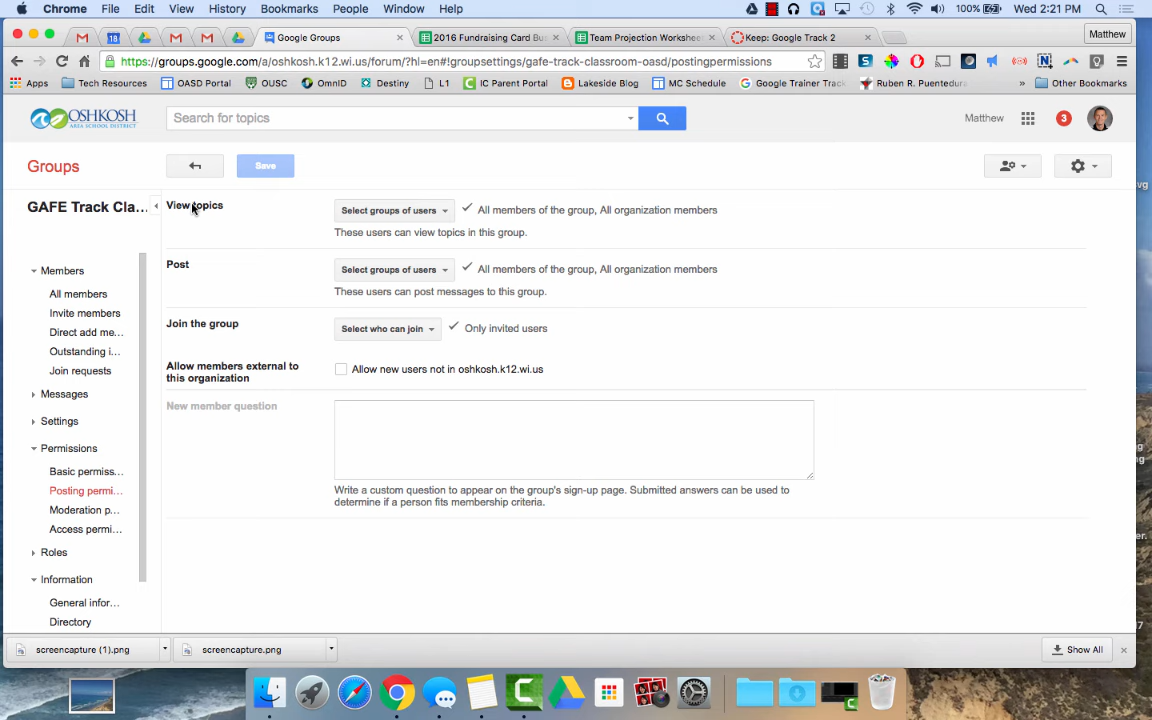 Chrome File Edit View History Bookmarks People Window Help 100% Wed 2:21 PM
18 Google Groups 2016 Fundraising Card Bu Team Projection Workshee Keep: Google Track 2 Matthew
https://groups.google.com/a/oshkosh.k12.wi.us/forum/?hl=en#!groupsettings/gafe-track-classroom-oasd/postingpermissions
Apps Tech Resources OASD Portal OUSC OmniID Destiny L1 IC Parent Portal Lakeside Blog MC Schedule Google Trainer Track Ruben R. Puentedura » Other Bookmarks
OSHKOSH
AREA SCHOOL DISTRICT
Search for topics
Matthew 3
Groups Save
GAFE Track Cla...
View topics Select groups of users All members of the group, All organization members
These users can view topics in this group.
Post Select groups of users All members of the group, All organization members
These users can post messages to this group.
Join the group Select who can join Only invited users
Allow members external to this organization Allow new users not in oshkosh.k12.wi.us
New member question
Write a custom question to appear on the group's sign-up page. Submitted answers can be used to
determine if a person fits membership criteria.
Members
All members
Invite members
Direct add me...
Outstanding i...
Join requests
Messages
Settings
Permissions
Basic permiss...
Posting permi...
Moderation p...
Access permi...
Roles
Information
General infor...
Directory
screencapture (1).png screencapture.png Show All